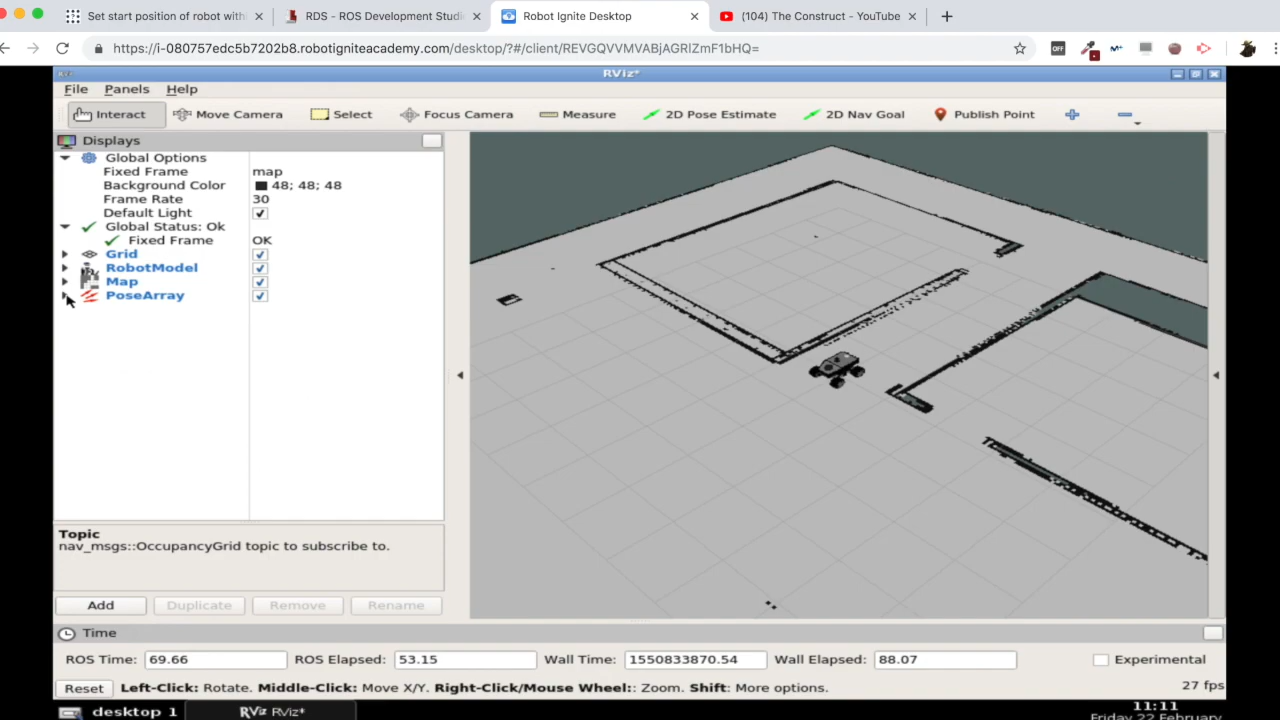 Set start position of robot with
RDS - ROS Development Studi
Robot Ignite Desktop
(104) The Construct - YouTube
https://i-080757edc5b7202b8.robotigniteacademy.com/desktop/?#/client/REVGQVVMVABjAGRlZmF1bHQ=
OFF
RViz*
File Panels Help
Interact Move Camera Select Focus Camera Measure 2D Pose Estimate 2D Nav Goal Publish Point
Displays
Global Options
Fixed Frame map
Background Color 48; 48; 48
Frame Rate 30
Default Light
Global Status: Ok
Fixed Frame OK
Grid
RobotModel
Map
PoseArray
Topic
nav_msgs::OccupancyGrid topic to subscribe to.
Add Duplicate Remove Rename
Time
ROS Time: 69.66 ROS Elapsed: 53.15 Wall Time: 1550833870.54 Wall Elapsed: 88.07 Experimental
Reset Left-Click: Rotate. Middle-Click: Move X/Y. Right-Click/Mouse Wheel:: Zoom. Shift: More options. 27 fps
desktop 1 RViz RViz* 11:11
Friday 22 February